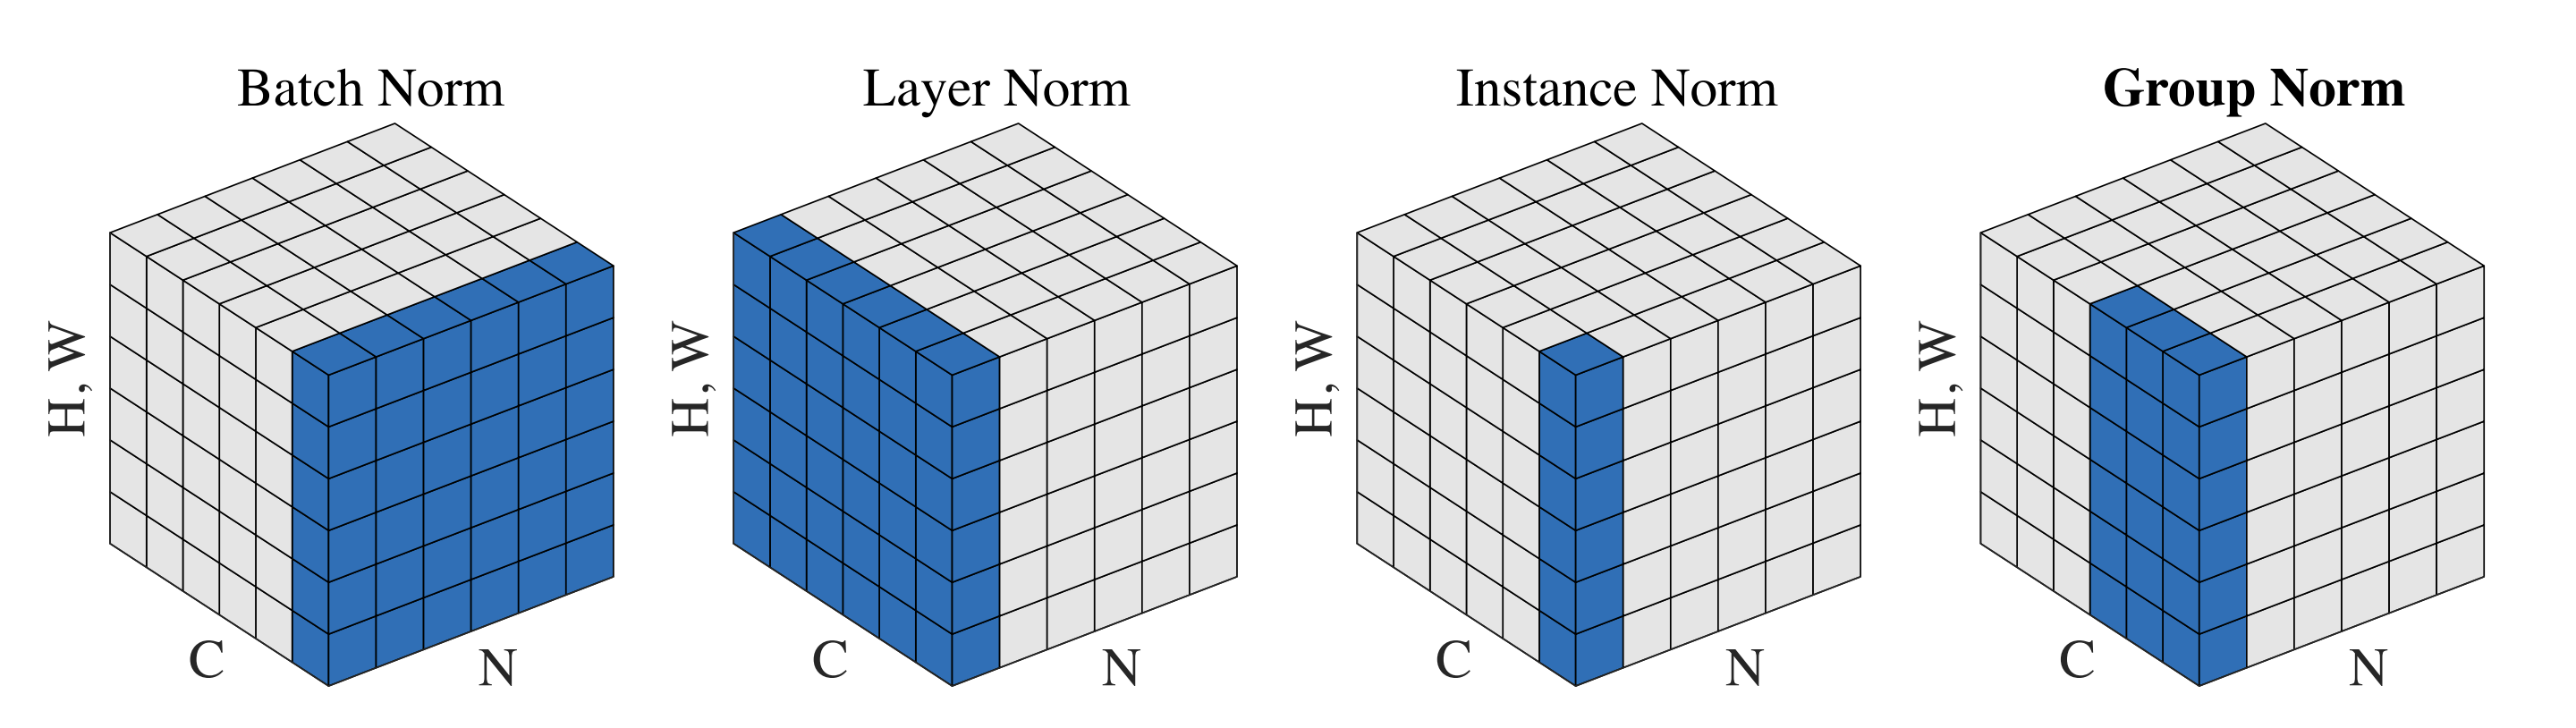 Batch Norm
H, W
C
N
Layer Norm
H, W
C
N
Instance Norm
H, W
C
N
Group Norm
H, W
C
N